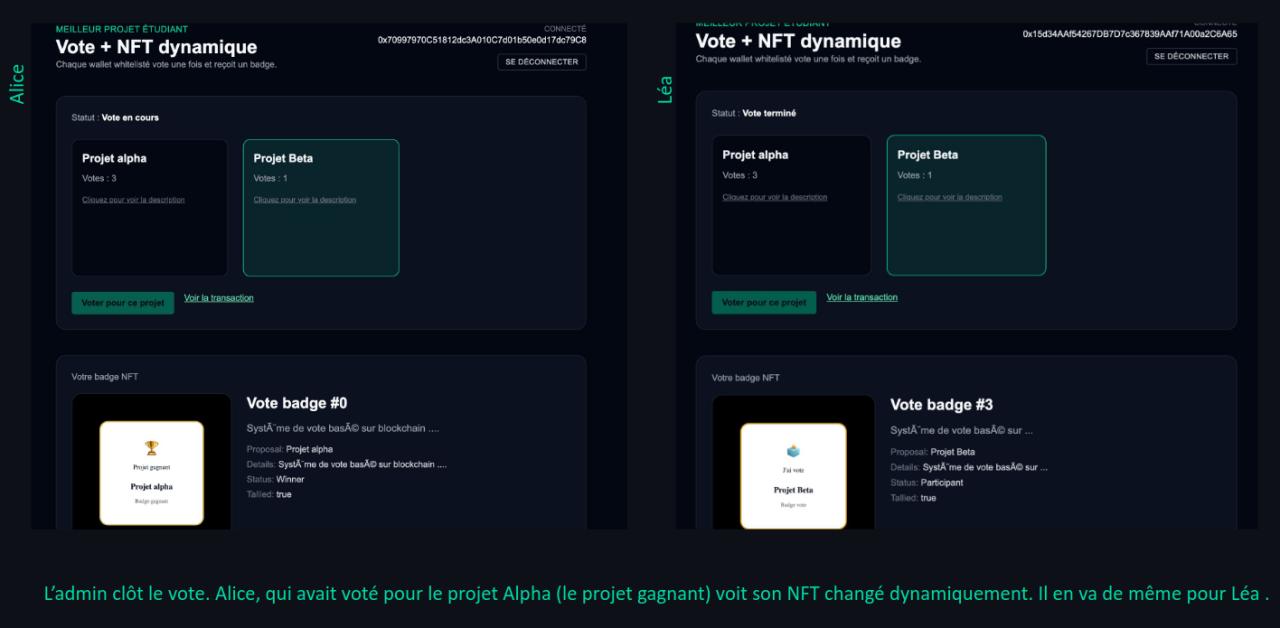 Alice
MEILLEUR PROJET ÉTUDIANT
Vote + NFT dynamique
Chaque wallet whitelisté vote une fois et reçoit un badge.
CONNECTÉ
0x70997970C51812dc3A010C7d01b50e0d17dc79C8
SE DÉCONNECTER
Statut : Vote en cours
Projet alpha
Votes : 3
Cliquez pour voir la description
Projet Beta
Votes : 1
Cliquez pour voir la description
Voter pour ce projet
Voir la transaction
Votre badge NFT
Projet gagnant
Projet alpha
Badge gagnant
Vote badge #0
SystÃ¨me de vote basÃ© sur blockchain ....
Proposal: Projet alpha
Details: SystÃ¨me de vote basÃ© sur blockchain ....
Status: Winner
Tallied: true
Léa
MEILLEUR PROJET ÉTUDIANT
Vote + NFT dynamique
Chaque wallet whitelisté vote une fois et reçoit un badge.
CONNECTÉ
0x15d34AAf54267DB7D7c367839AAf71A00a2C6A65
SE DÉCONNECTER
Statut : Vote terminé
Projet alpha
Votes : 3
Cliquez pour voir la description
Projet Beta
Votes : 1
Cliquez pour voir la description
Voter pour ce projet
Voir la transaction
Votre badge NFT
J'ai voté
Projet Beta
Badge vote
Vote badge #3
SystÃ¨me de vote basÃ© sur ...
Proposal: Projet Beta
Details: SystÃ¨me de vote basÃ© sur ...
Status: Participant
Tallied: true
L’admin clôt le vote. Alice, qui avait voté pour le projet Alpha (le projet gagnant) voit son NFT changé dynamiquement. Il en va de même pour Léa .